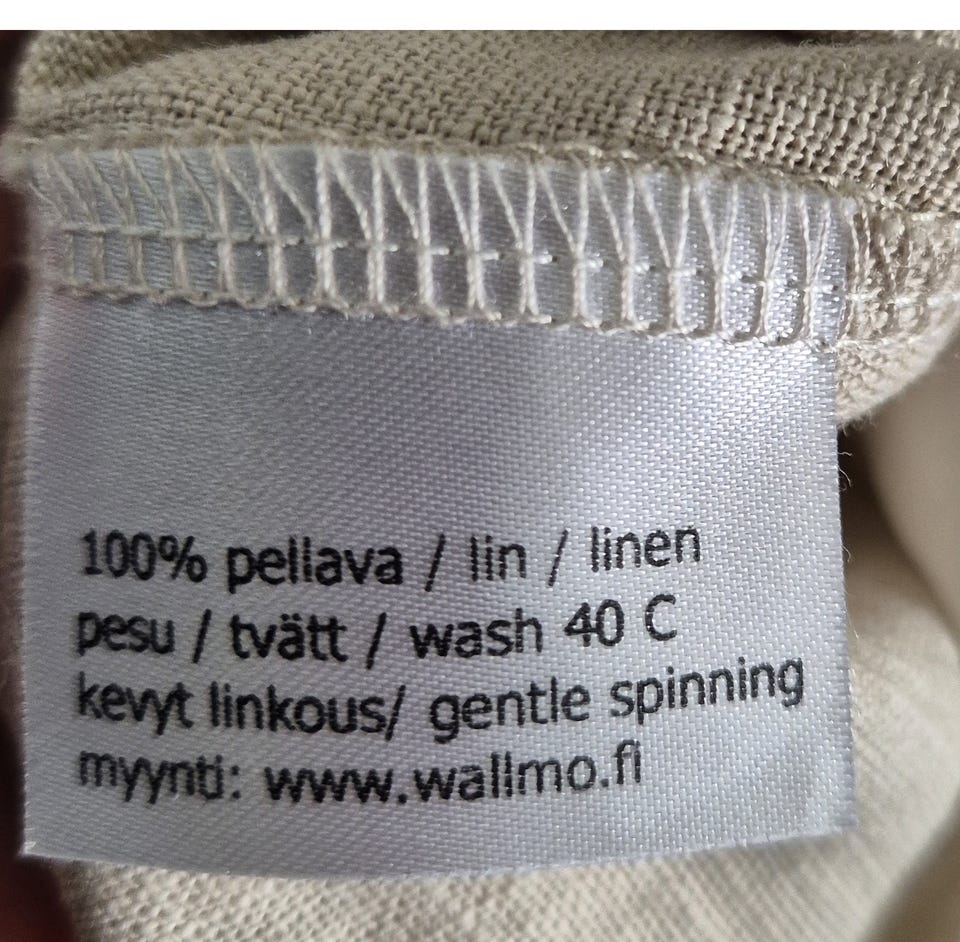 100% pellava / lin / linen
pesu / tvätt / wash 40 C
kevyt linkous/ gentle spinning
myynti: www.wallmo.fi